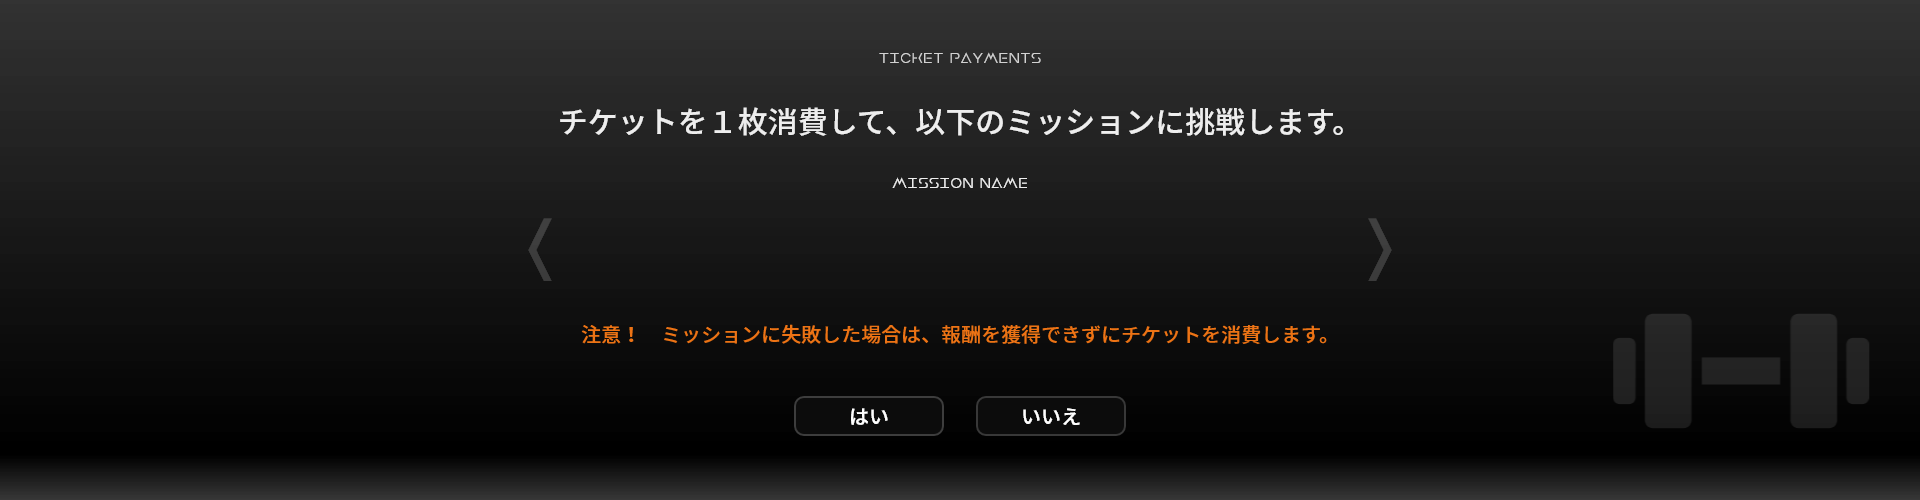 TICKET PAYMENTS
チケットを１枚消費して、以下のミッションに挑戦します。
MISSION NAME
注意！　ミッションに失敗した場合は、報酬を獲得できずにチケットを消費します。
はい
いいえ